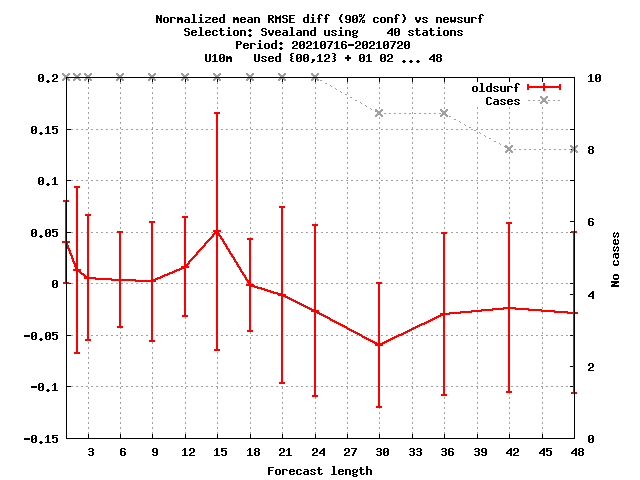 Normalized mean RMSE diff (90% conf) vs newsurf
Selection: Svealand using    40 stations
Period: 20210716-20210720
U10m   Used {00,12} + 01 02 ... 48
oldsurf
Cases
0.2
0.15
0.1
0.05
0
-0.05
-0.1
-0.15
10
8
6
4
2
0
No cases
3 6 9 12 15 18 21 24 27 30 33 36 39 42 45 48
Forecast length